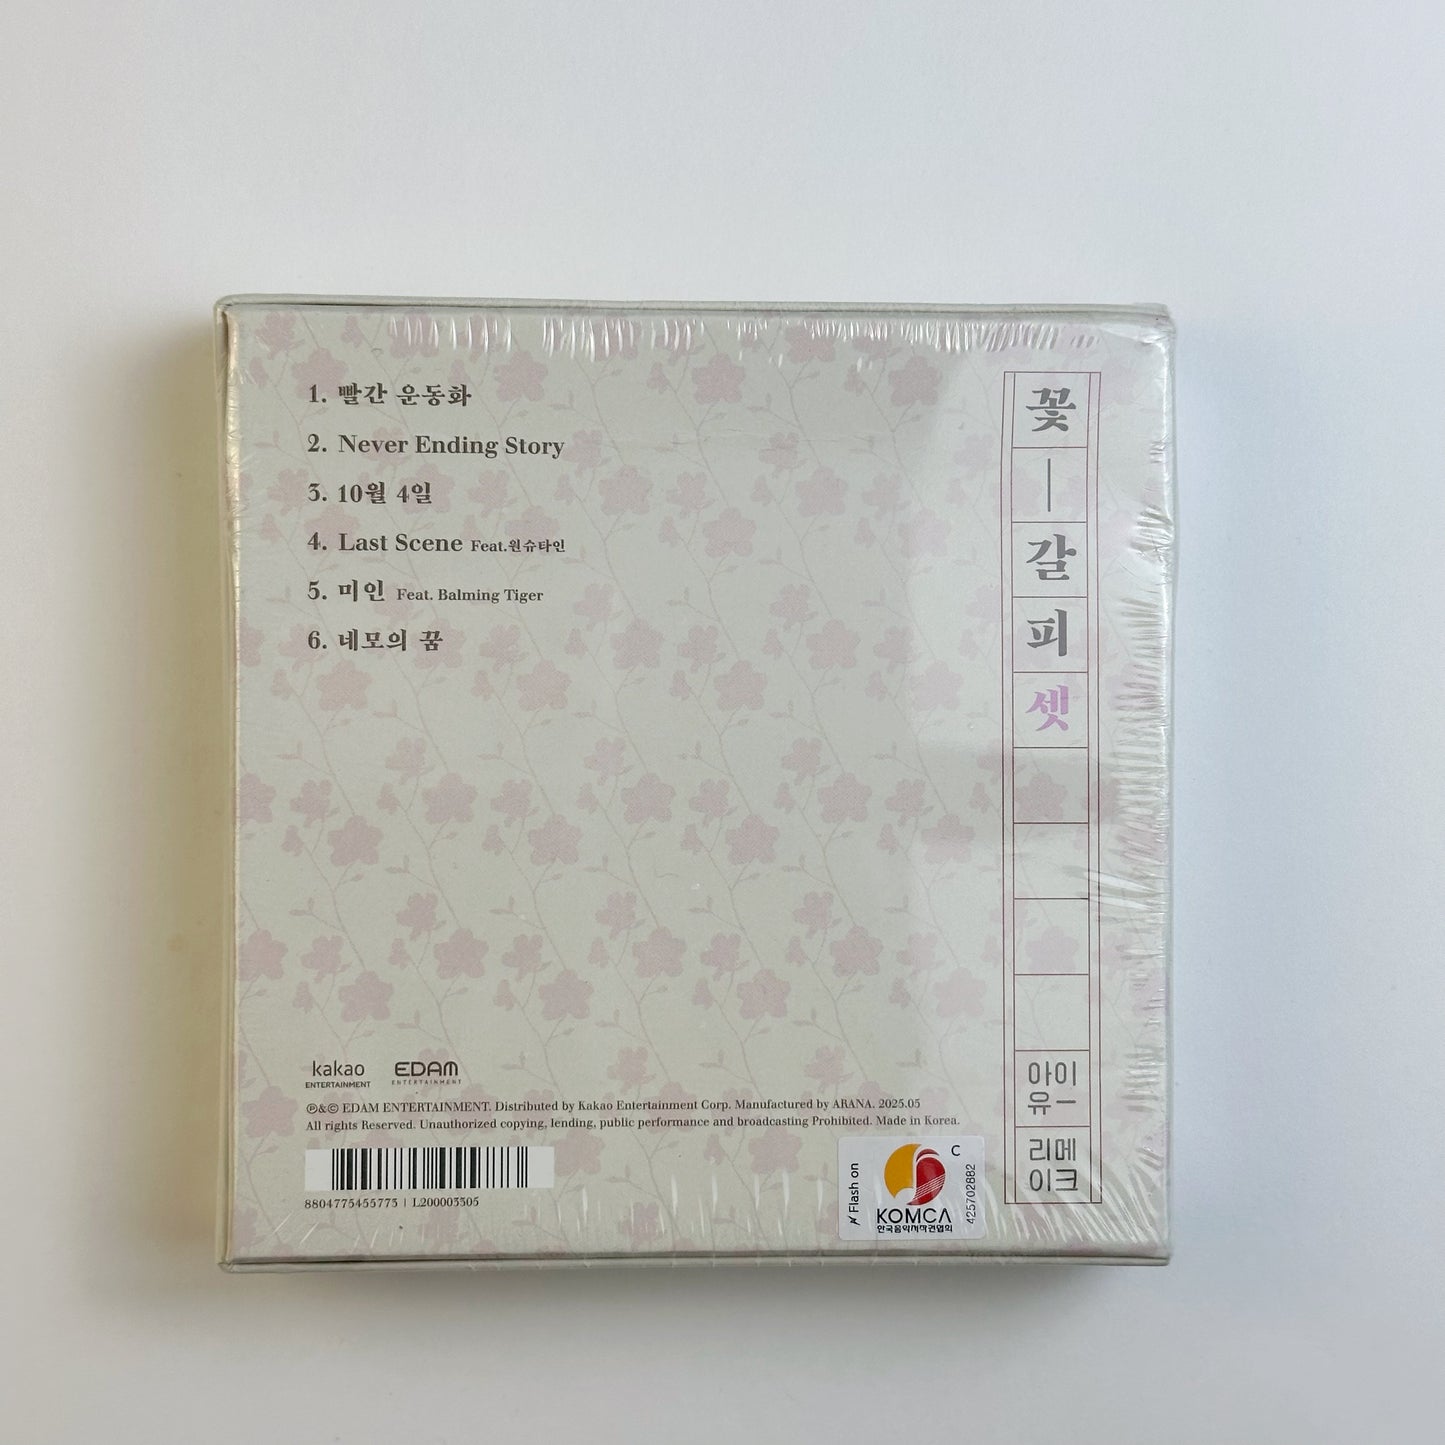 1. 빨간 운동화
2. Never Ending Story
3. 10월 4일
4. Last Scene Feat.원슈타인
5. 미인 Feat. Balming Tiger
6. 네모의 꿈
꽃
|
갈
피
셋
아이
유ㅡ
리메
이크
kakao
ENTERTAINMENT
EDAM
ENTERTAINMENT
℗&© EDAM ENTERTAINMENT. Distributed by Kakao Entertainment Corp. Manufactured by ARANA. 2025.05
All rights Reserved. Unauthorized copying, lending, public performance and broadcasting Prohibited. Made in Korea.
8804775455773 | L200003305
Flash on
C
KOMCA
한국음악저작권협회
425702882